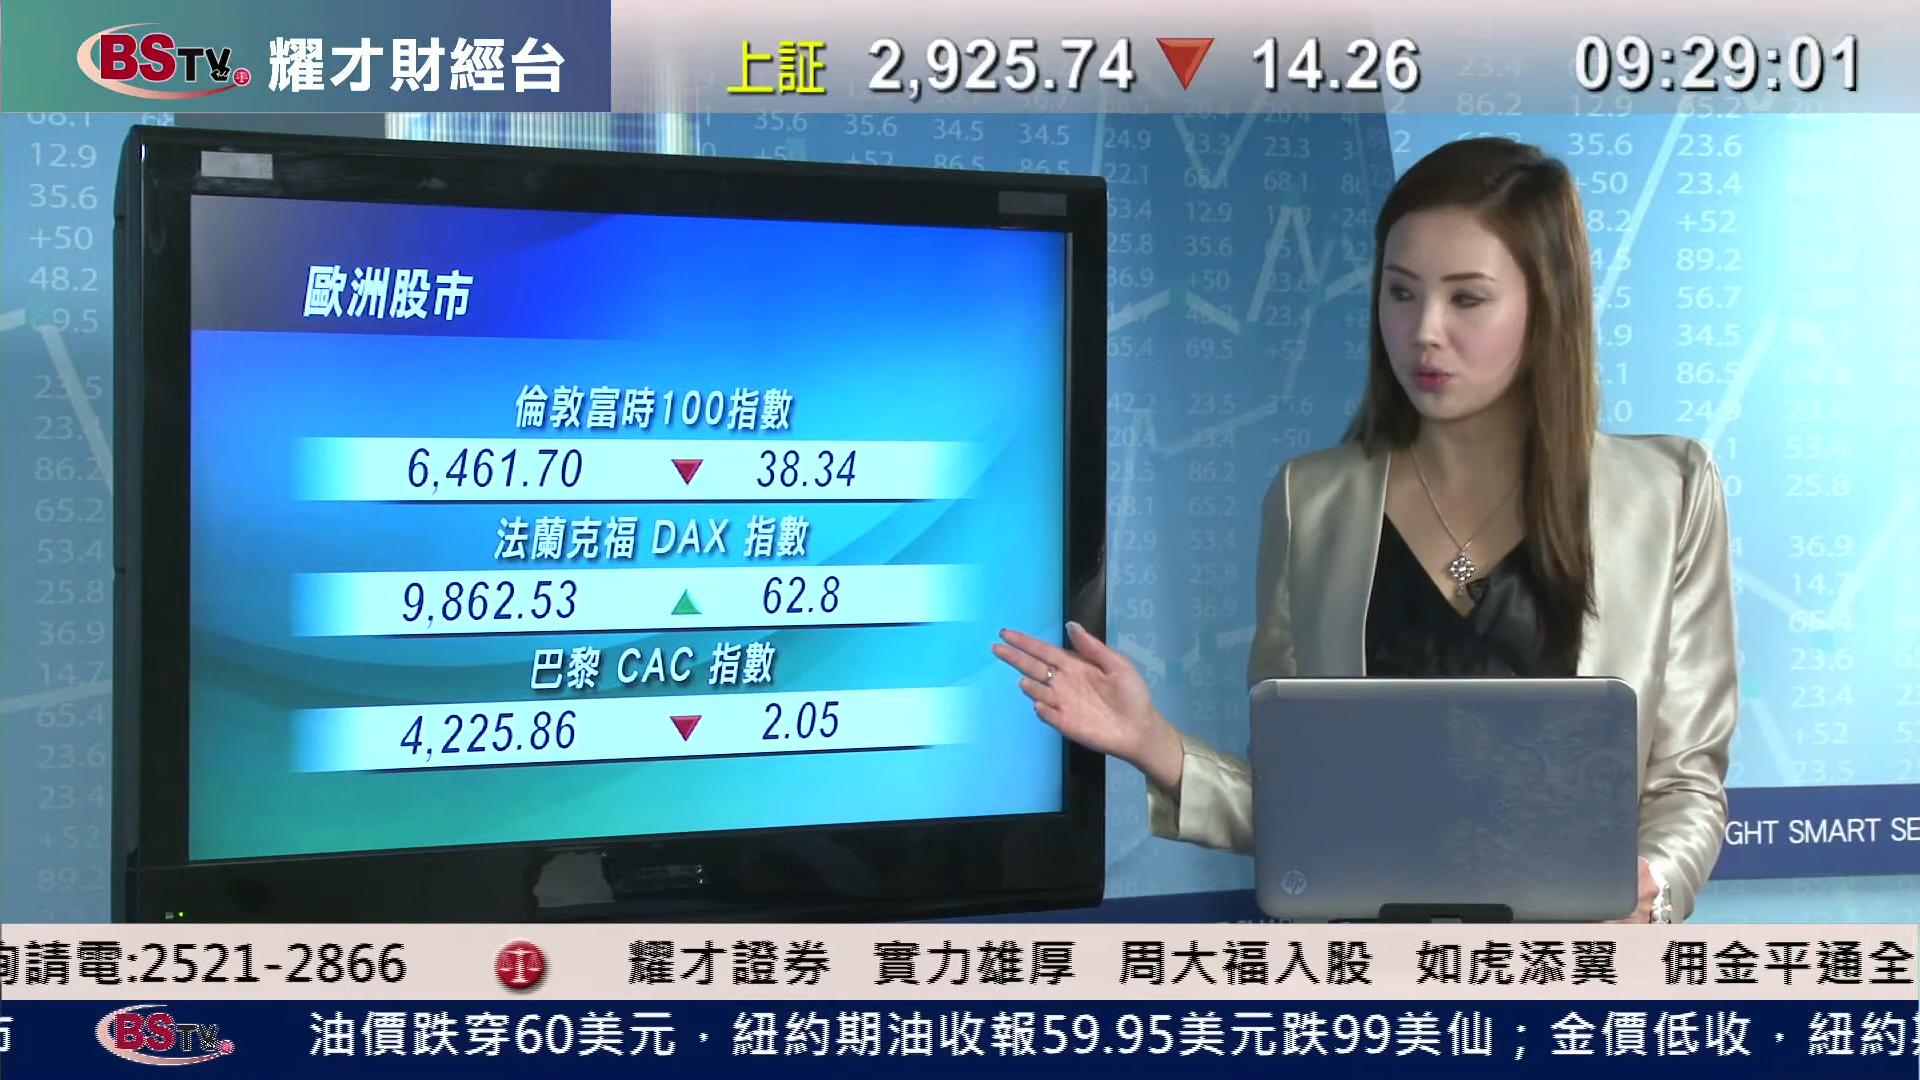 BSTV 耀才財經台
上証 2,925.74 ▼ 14.26 09:29:01
歐洲股市
倫敦富時100指數
6,461.70 ▼ 38.34
法蘭克福 DAX 指數
9,862.53 ▲ 62.8
巴黎 CAC 指數
4,225.86 ▼ 2.05
GHT SMART SE
hp
請電:2521-2866 耀才證券 實力雄厚 周大福入股 如虎添翼 佣金平通全
BSTV 油價跌穿60美元，紐約期油收報59.95美元跌99美仙；金價低收，紐約